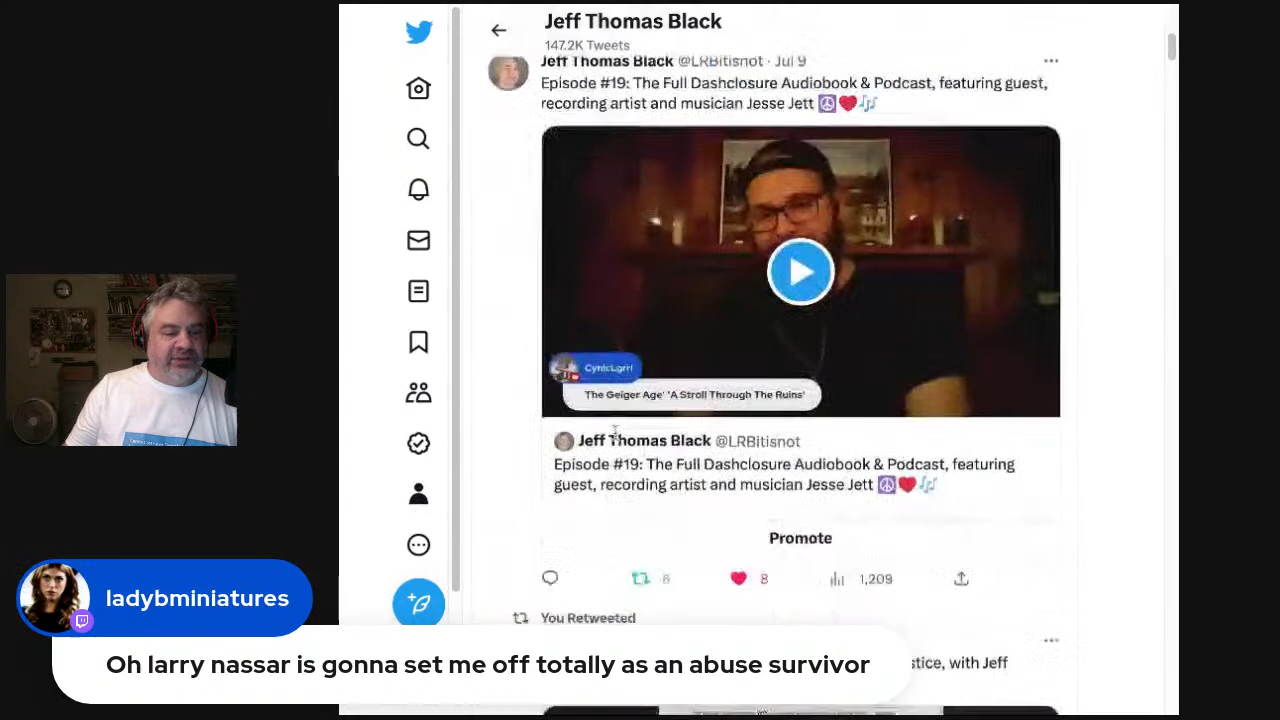 Jeff Thomas Black
147.2K Tweets
Jeff Thomas Black @LRBitisnot · Jul 9
Episode #19: The Full Dashclosure Audiobook & Podcast, featuring guest,
recording artist and musician Jesse Jett ☮️❤️🎶
CynicLgrrl
The Geiger Age' 'A Stroll Through The Ruins'
Jeff Thomas Black @LRBitisnot
Episode #19: The Full Dashclosure Audiobook & Podcast, featuring
guest, recording artist and musician Jesse Jett ☮️❤️🎶
Promote
6 8 1,209
You Retweeted
stice, with Jeff
ladybminiatures
Oh larry nassar is gonna set me off totally as an abuse survivor